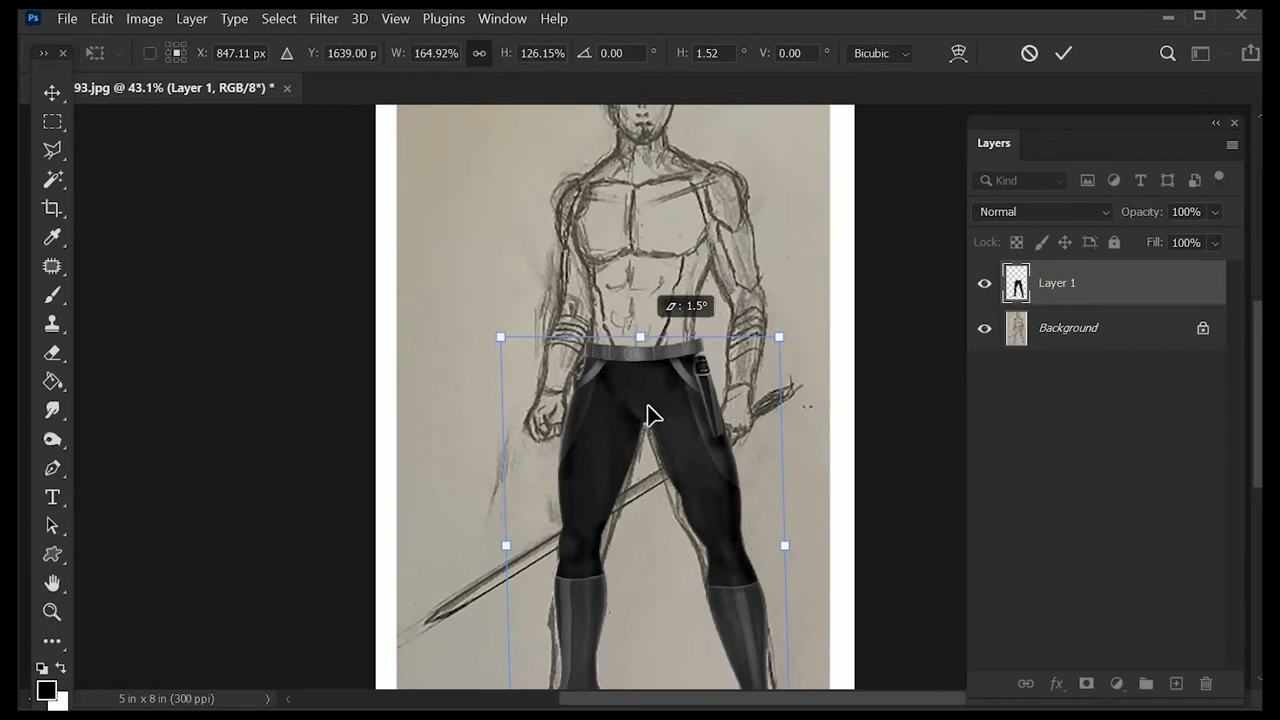 Ps File Edit Image Layer Type Select Filter 3D View Plugins Window Help
X: 847.11 px Y: 1639.00 p W: 164.92% H: 126.15% 0.00 ° H: 1.52 ° V: 0.00 ° Bicubic
93.jpg @ 43.1% (Layer 1, RGB/8*) * ×
Layers
Kind
Normal Opacity: 100%
Lock: Fill: 100%
Layer 1
Background
: 1.5°
5 in x 8 in (300 ppi)